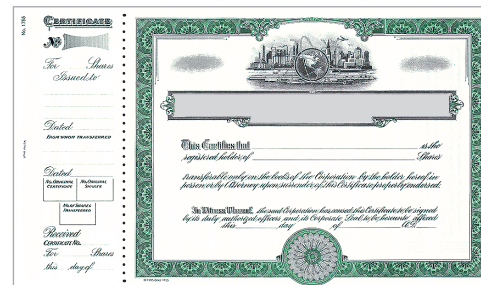 No. 1788
CERTIFICATE
For Shares
Issued to
Dated
FROM WHOM TRANSFERRED
Dated
NO. ORIGINAL NO. ORIGINAL
CERTIFICATE SHARES
NO. OF SHARES
TRANSFERRED
Received
CERTIFICATE No.
For Shares
this day of
This Certifies that is the
registered holder of Shares
transferable only on the books of the Corporation by the holder hereof in
person or by Attorney upon surrender of this Certificate properly endorsed.
In Witness Whereof, the said Corporation has caused this Certificate to be signed
by its duly authorized officers and its Corporate Seal to be hereunto affixed
this day of